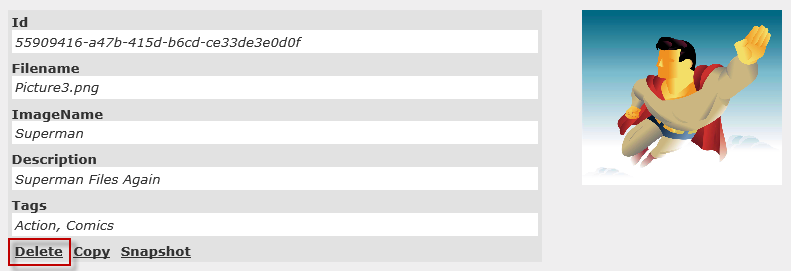 Id
55909416-a47b-415d-b6cd-ce33de3e0d0f
Filename
Picture3.png
ImageName
Superman
Description
Superman Files Again
Tags
Action, Comics
Delete Copy Snapshot